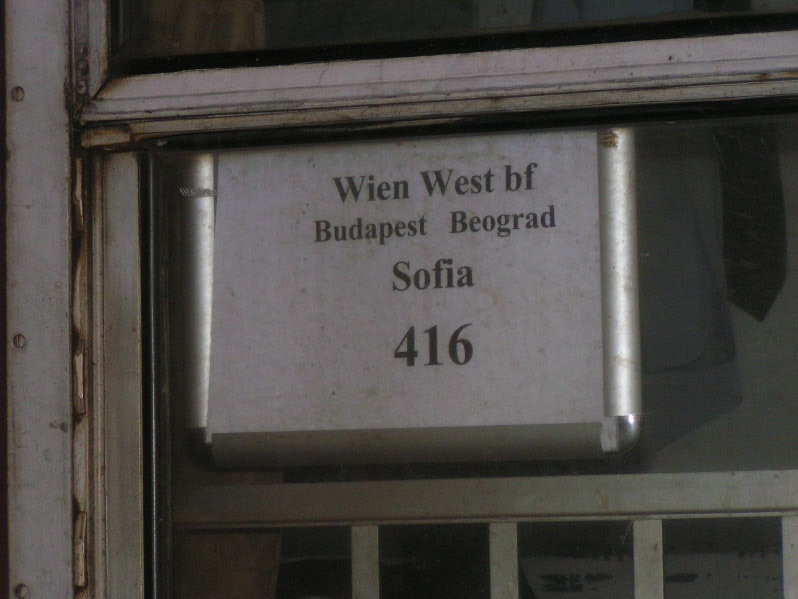 Wien West bf
Budapest Beograd
Sofia
416